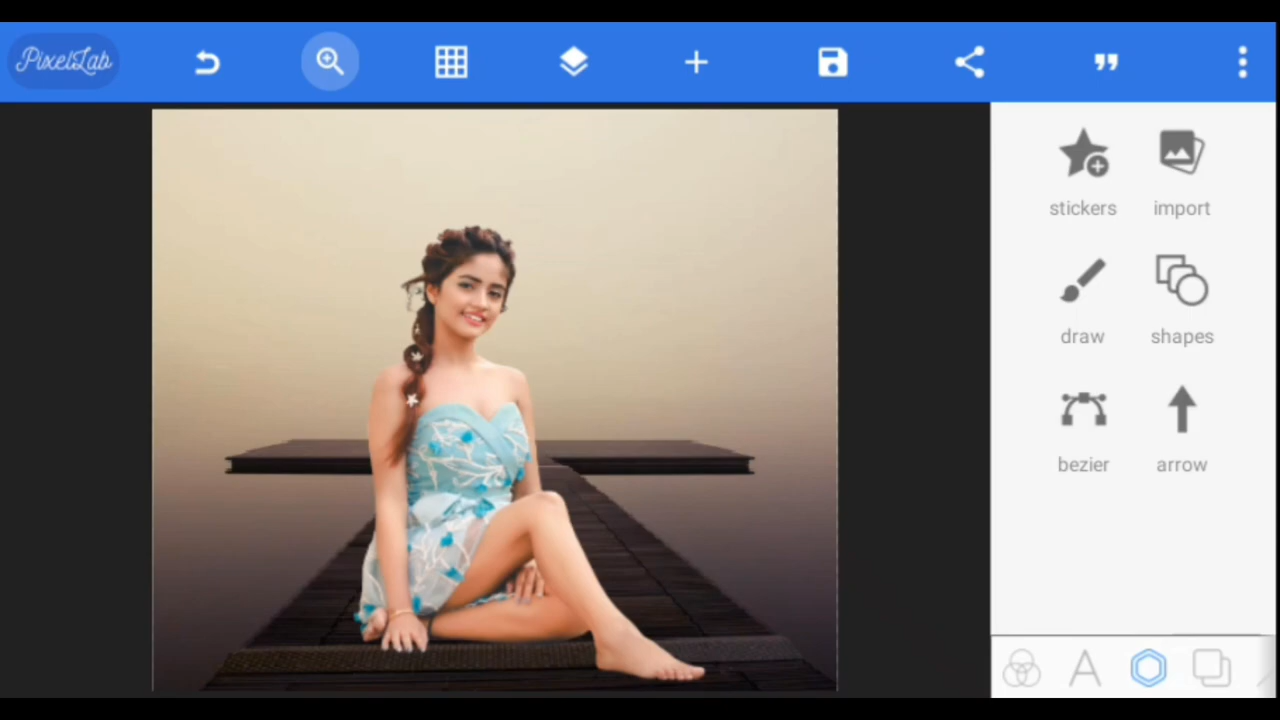 PixelLab
stickers
import
draw
shapes
bezier
arrow